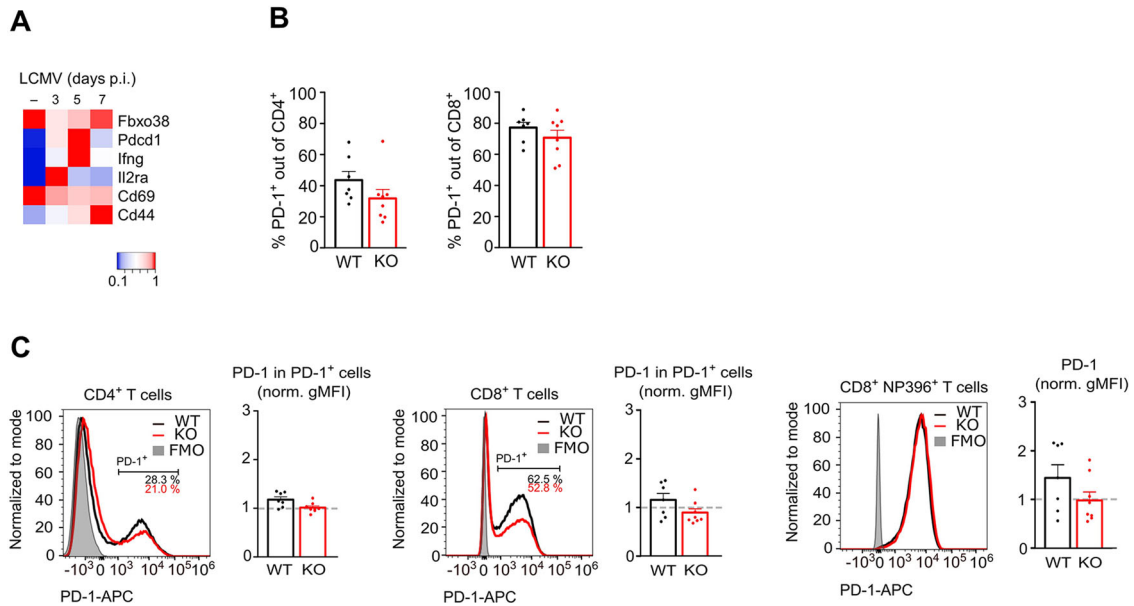 A
LCMV (days p.i.)
– 3 5 7
Fbxo38
Pdcd1
Ifng
Il2ra
Cd69
Cd44
0.1 1
B
% PD-1⁺ out of CD4⁺
100
80
60
40
20
0
WT KO
% PD-1⁺ out of CD8⁺
100
80
60
40
20
0
WT KO
C
CD4⁺ T cells
Normalized to mode
100
80
60
40
20
0
WT
KO
FMO
PD-1⁺
28.3 %
21.0 %
-10³ 0 10³ 10⁴ 10⁵ 10⁶
PD-1-APC
PD-1 in PD-1⁺ cells
(norm. gMFI)
3
2
1
0
WT KO
CD8⁺ T cells
Normalized to mode
100
80
60
40
20
0
WT
KO
FMO
PD-1⁺
62.5 %
52.8 %
-10³ 0 10³ 10⁴ 10⁵ 10⁶
PD-1-APC
PD-1 in PD-1⁺ cells
(norm. gMFI)
3
2
1
0
WT KO
CD8⁺ NP396⁺ T cells
Normalized to mode
100
80
60
40
20
0
WT
KO
FMO
-10³ 0 10³ 10⁴ 10⁵ 10⁶
PD-1-APC
PD-1
(norm. gMFI)
3
2
1
0
WT KO